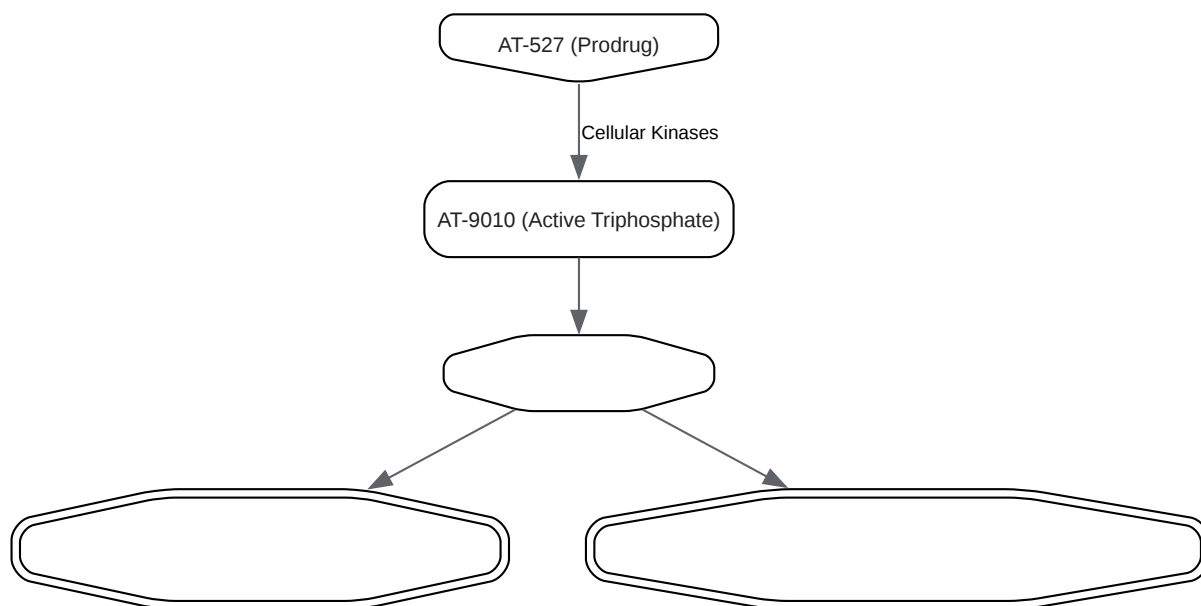 AT-527 (Prodrug)
Cellular Kinases
AT-9010 (Active Triphosphate)